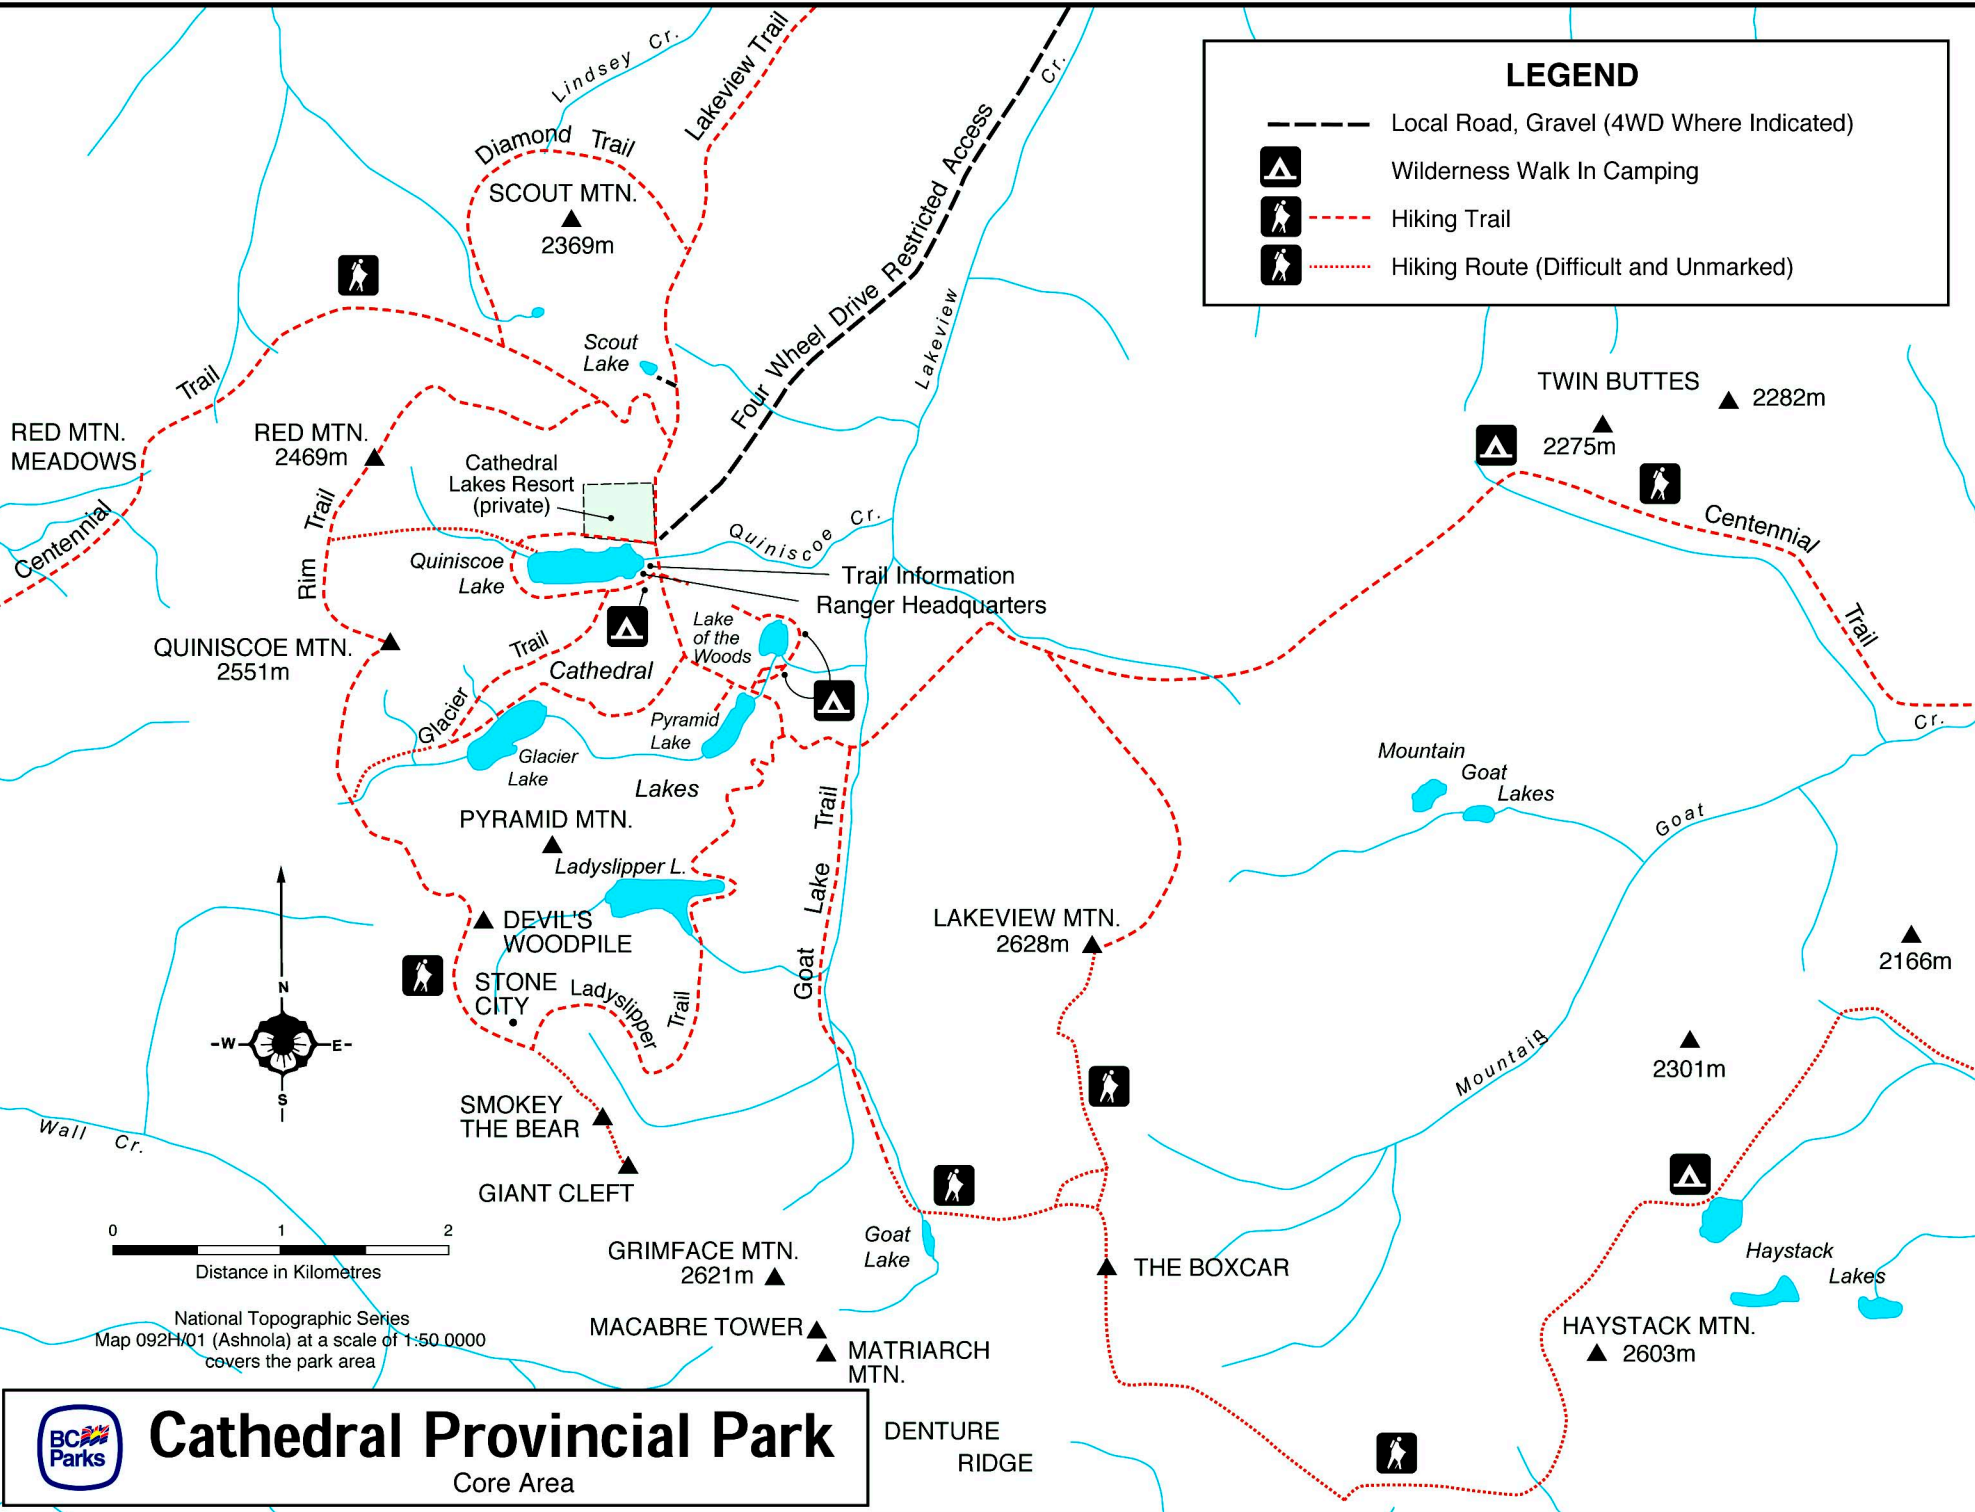 LEGEND
Local Road, Gravel (4WD Where Indicated)
Wilderness Walk In Camping
Hiking Trail
Hiking Route (Difficult and Unmarked)
Lindsey Cr.
Lakeview Trail
Diamond Trail
SCOUT MTN.
2369m
Four Wheel Drive Restricted Access
Lakeview Cr.
Scout
Lake
Trail
Centennial
RED MTN.
MEADOWS
RED MTN.
2469m
Cathedral
Lakes Resort
(private)
Rim Trail
Quiniscoe
Lake
Quiniscoe Cr.
Trail Information
Ranger Headquarters
QUINISCOE MTN.
2551m
Lake
of the
Woods
Glacier Trail
Cathedral
Lakes
Pyramid
Lake
Glacier
Lake
TWIN BUTTES
2282m
2275m
Centennial
Trail
Cr.
Mountain
Goat
Lakes
Goat
Mountain
PYRAMID MTN.
Ladyslipper L.
Goat Lake Trail
DEVIL'S
WOODPILE
STONE
CITY
Ladyslipper
Trail
LAKEVIEW MTN.
2628m
2166m
2301m
N
-W
E-
S
SMOKEY
THE BEAR
GIANT CLEFT
Wall Cr.
0 1 2
Distance in Kilometres
GRIMFACE MTN.
2621m
Goat
Lake
THE BOXCAR
Haystack
Lakes
HAYSTACK MTN.
2603m
MACABRE TOWER
MATRIARCH
MTN.
National Topographic Series
Map 092H/01 (Ashnola) at a scale of 1:50 0000
covers the park area
DENTURE
RIDGE
BC
Parks
Cathedral Provincial Park
Core Area